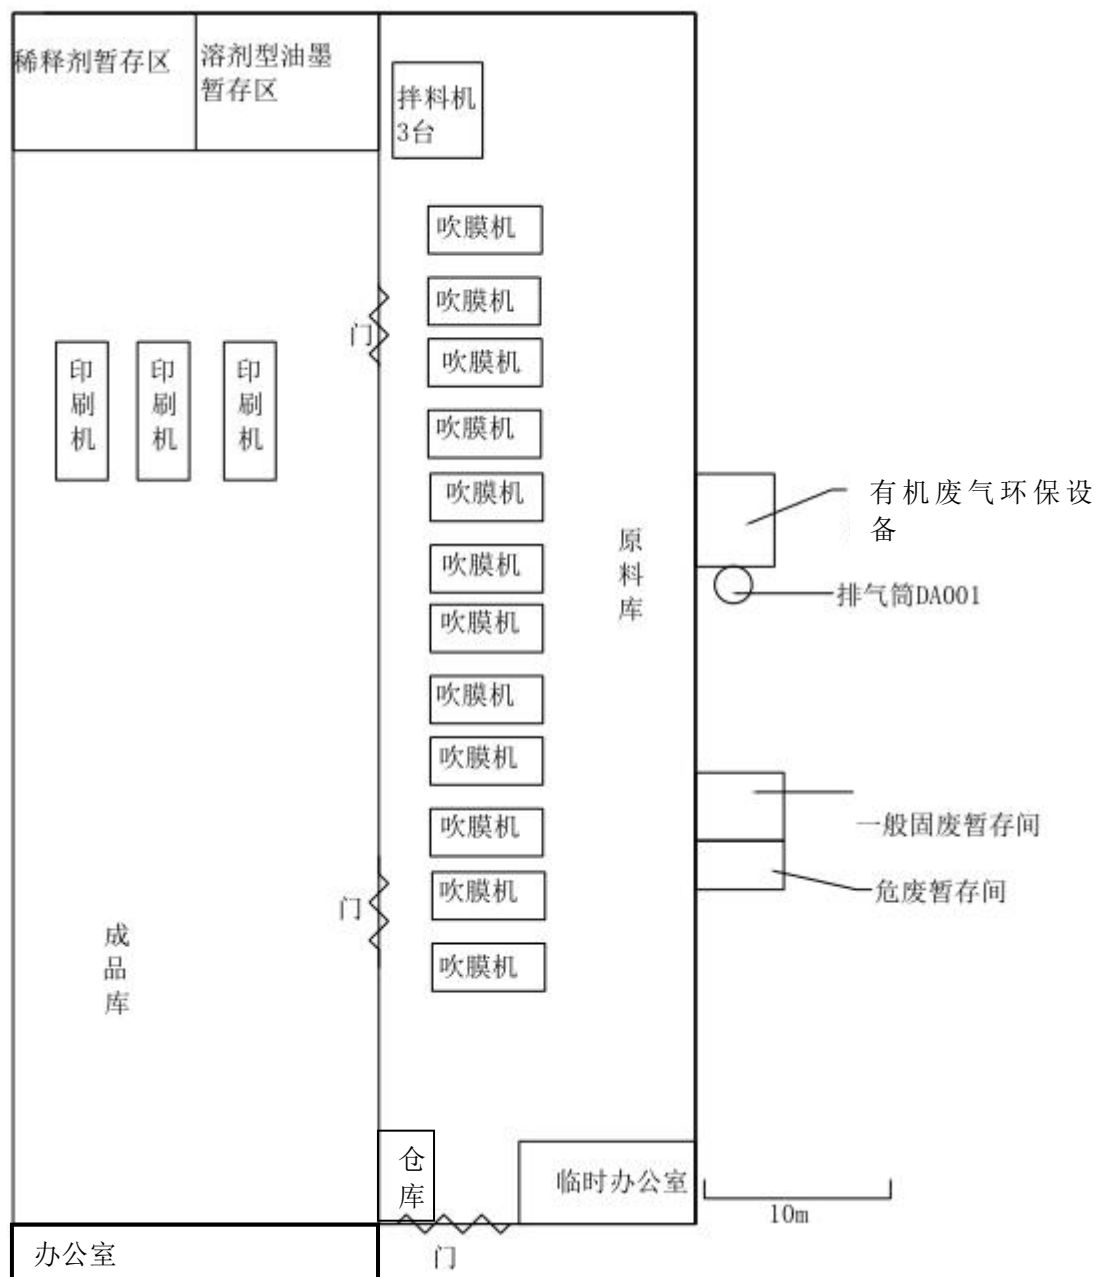 稀释剂暂存区
溶剂型油墨
暂存区
拌料机
3台
吹膜机
吹膜机
门
吹膜机
印刷机
印刷机
印刷机
吹膜机
吹膜机
有机废气环保设
备
原料库
吹膜机
排气筒DA001
吹膜机
吹膜机
吹膜机
吹膜机
一般固废暂存间
吹膜机
危废暂存间
门
成品库
吹膜机
仓库
临时办公室
10m
办公室
门